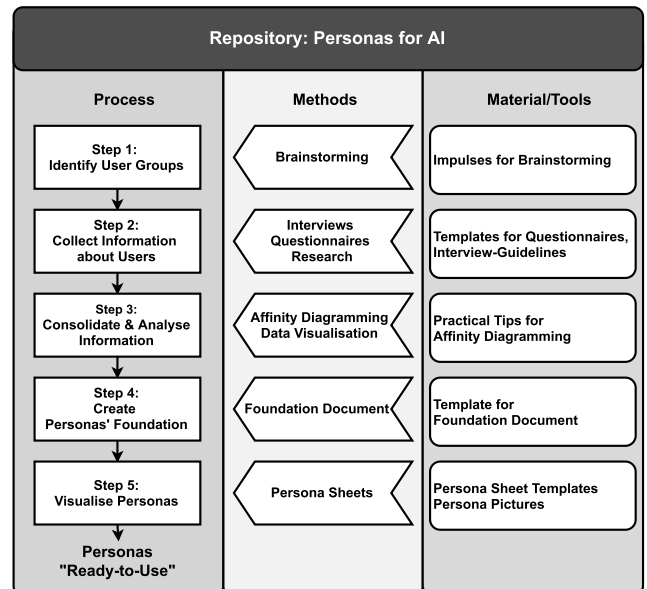 Repository: Personas for AI
Process
Methods
Material/Tools
Step 1:
Identify User Groups
Brainstorming
Impulses for Brainstorming
Step 2:
Collect Information
about Users
Interviews
Questionnaires
Research
Templates for Questionnaires,
Interview-Guidelines
Step 3:
Consolidate & Analyse
Information
Affinity Diagramming
Data Visualisation
Practical Tips for
Affinity Diagramming
Step 4:
Create
Personas' Foundation
Foundation Document
Template for
Foundation Document
Step 5:
Visualise Personas
Persona Sheets
Persona Sheet Templates
Persona Pictures
Personas
"Ready-to-Use"